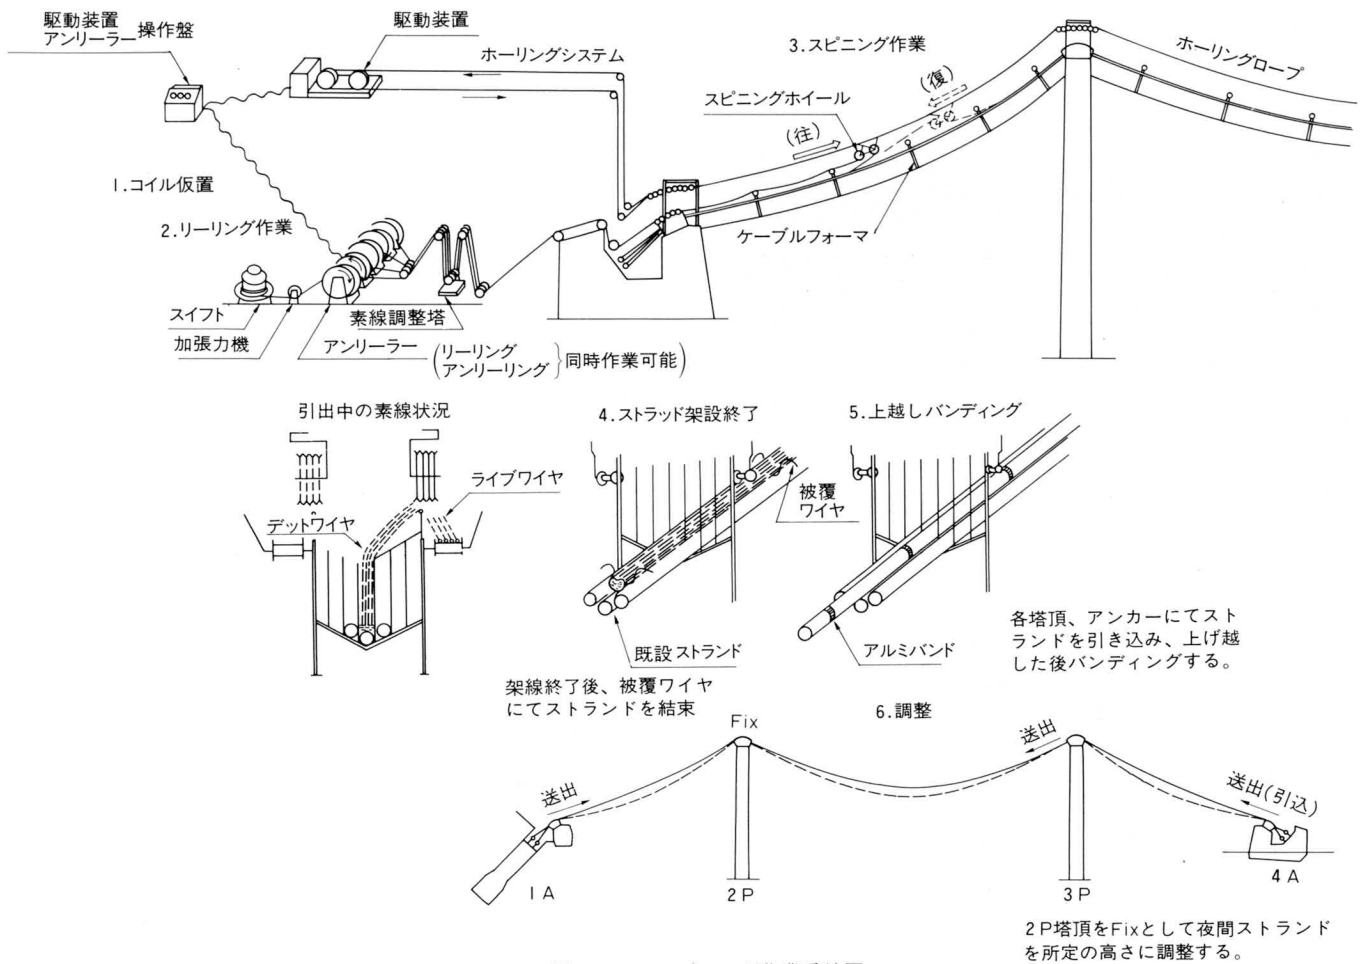 駆動装置
アンリーラー操作盤
駆動装置
ホーリングシステム
3.スピニング作業
ホーリングロープ
スピニングホイール
(復)
(往)
1.コイル仮置
2.リーリング作業
ケーブルフォーマ
スイフト
素線調整塔
加張力機
アンリーラー
(リーリング
アンリーリング}同時作業可能)
引出中の素線状況
4.ストラッド架設終了
5.上越しバンディング
ライブワイヤ
デットワイヤ
被覆
ワイヤ
既設ストランド
アルミバンド
架線終了後、被覆ワイヤ
にてストランドを結束
各塔頂、アンカーにてスト
ランドを引き込み、上げ越
した後バンディングする。
6.調整
Fix
送出
送出
送出(引込)
1A
2P
3P
4A
2P塔頂をFixとして夜間ストランド
を所定の高さに調整する。